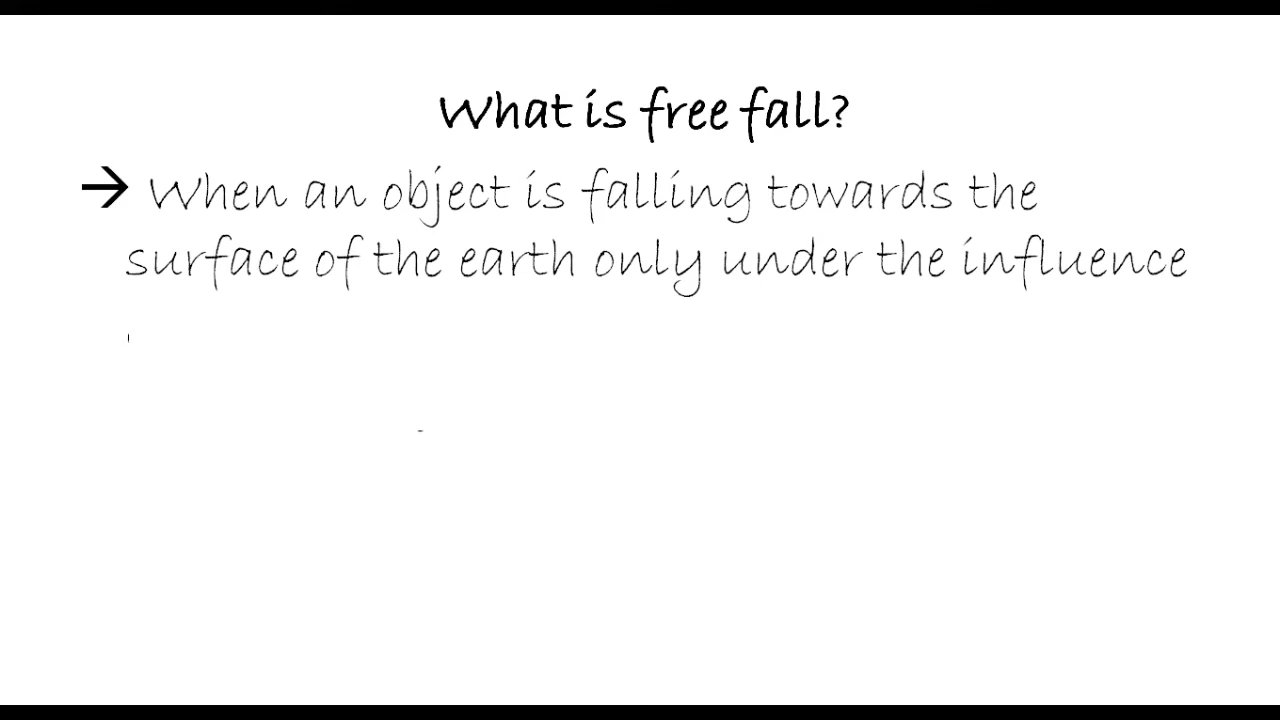 What is free fall?
→ When an object is falling towards the
surface of the earth only under the influence